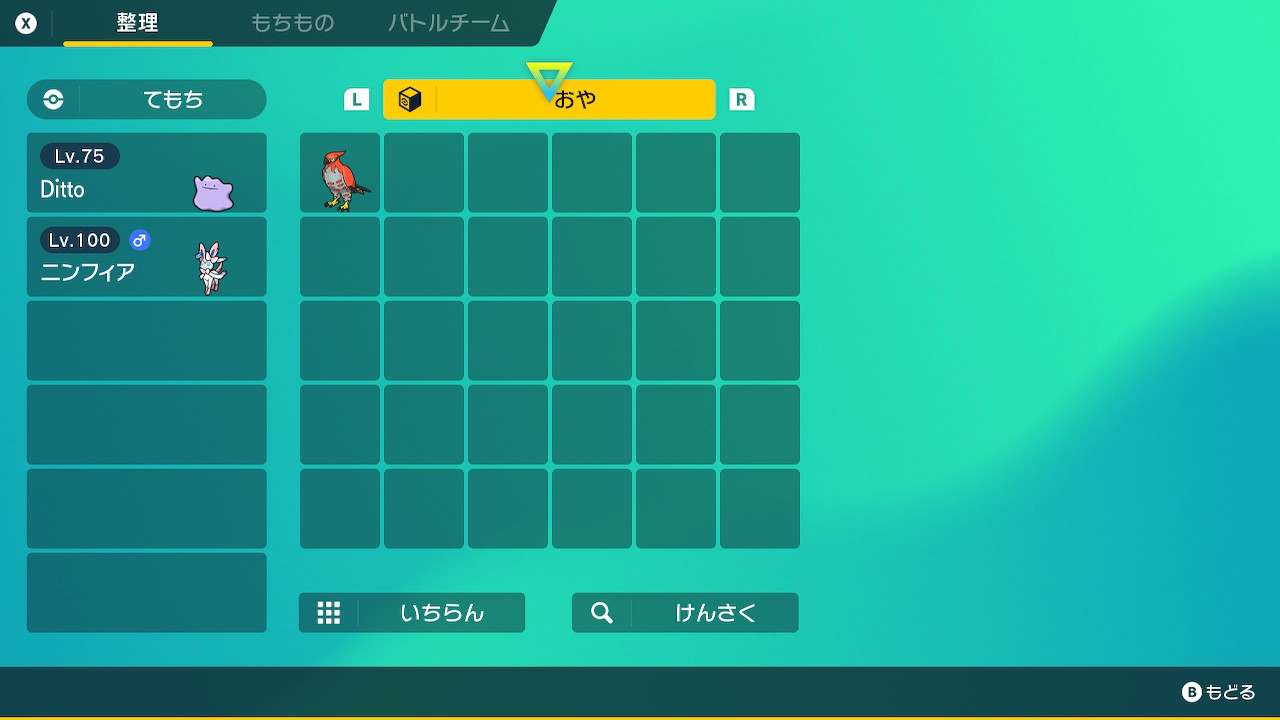 X 整理 もちもの バトルチーム
てもち
L おや R
Lv.75
Ditto
Lv.100 ♂
ニンフィア
いちらん けんさく
B もどる